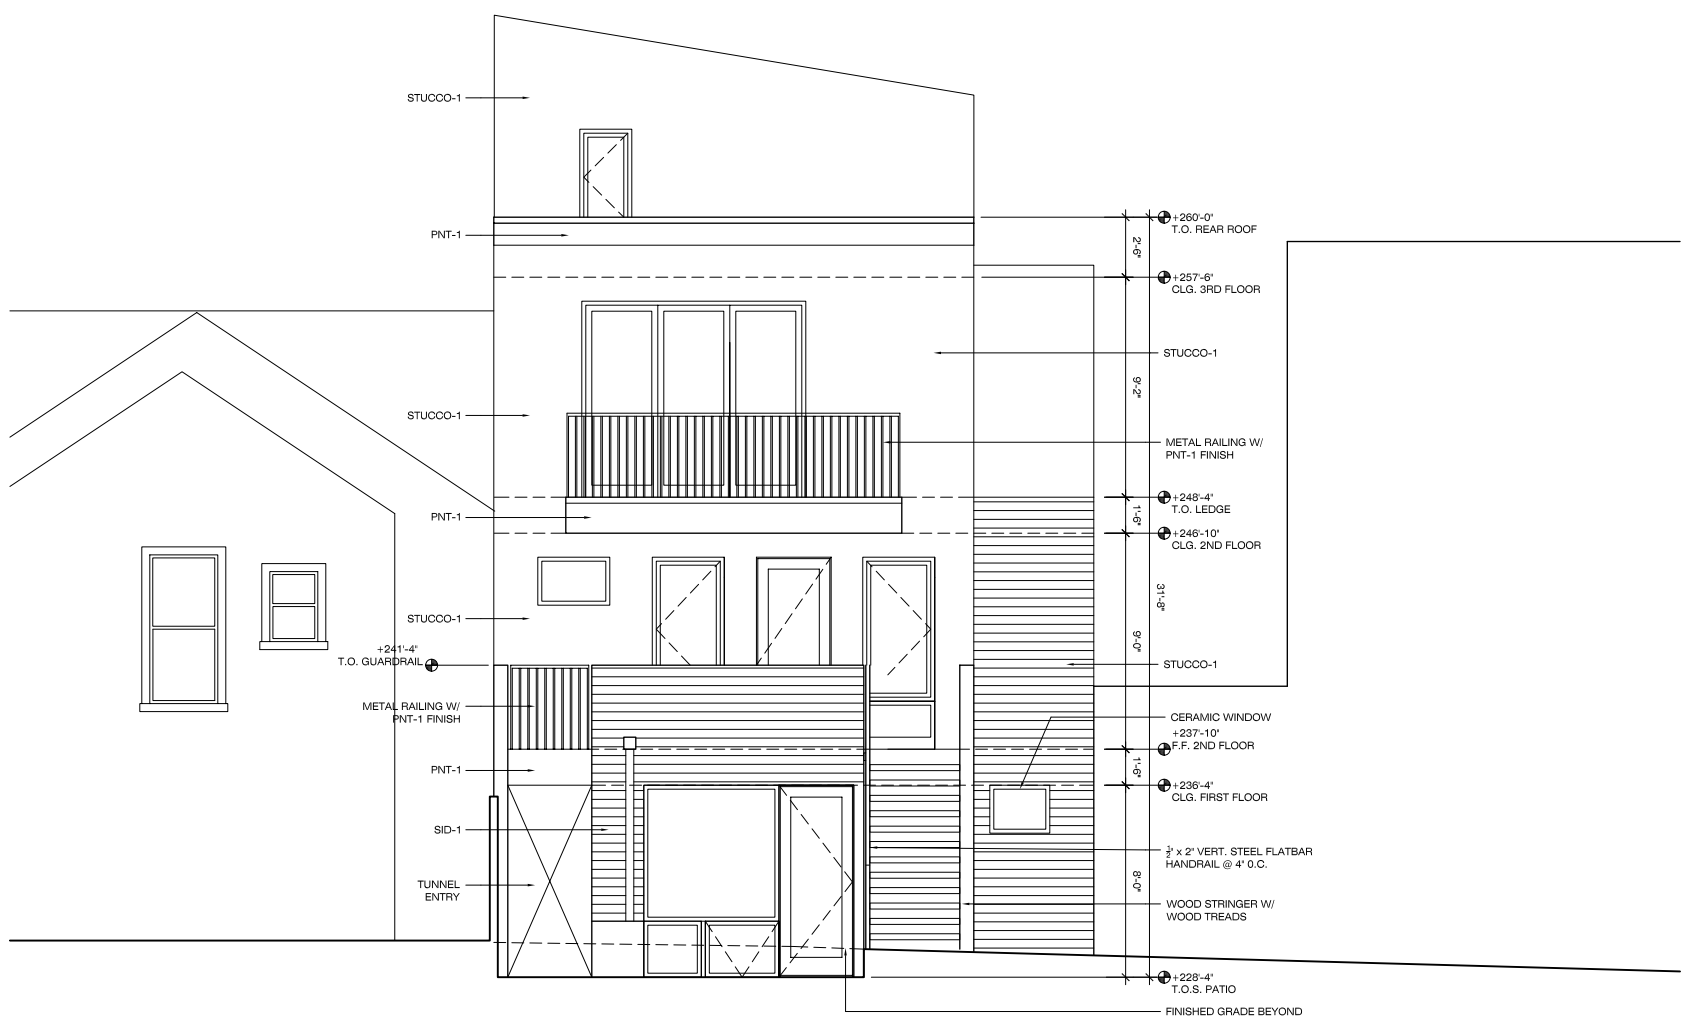 STUCCO-1
PNT-1
+260'-0"
T.O. REAR ROOF
2'-6"
+257'-6"
CLG. 3RD FLOOR
STUCCO-1
9'-2"
STUCCO-1
METAL RAILING W/
PNT-1 FINISH
+248'-4"
T.O. LEDGE
PNT-1
1'-6"
+246'-10"
CLG. 2ND FLOOR
31'-8"
STUCCO-1
9'-0"
+241'-4"
T.O. GUARDRAIL
STUCCO-1
METAL RAILING W/
PNT-1 FINISH
CERAMIC WINDOW
+237'-10"
F.F. 2ND FLOOR
PNT-1
1'-6"
+236'-4"
CLG. FIRST FLOOR
SID-1
1/2" x 2" VERT. STEEL FLATBAR
HANDRAIL @ 4" O.C.
TUNNEL
ENTRY
8'-0"
WOOD STRINGER W/
WOOD TREADS
+228'-4"
T.O.S. PATIO
FINISHED GRADE BEYOND